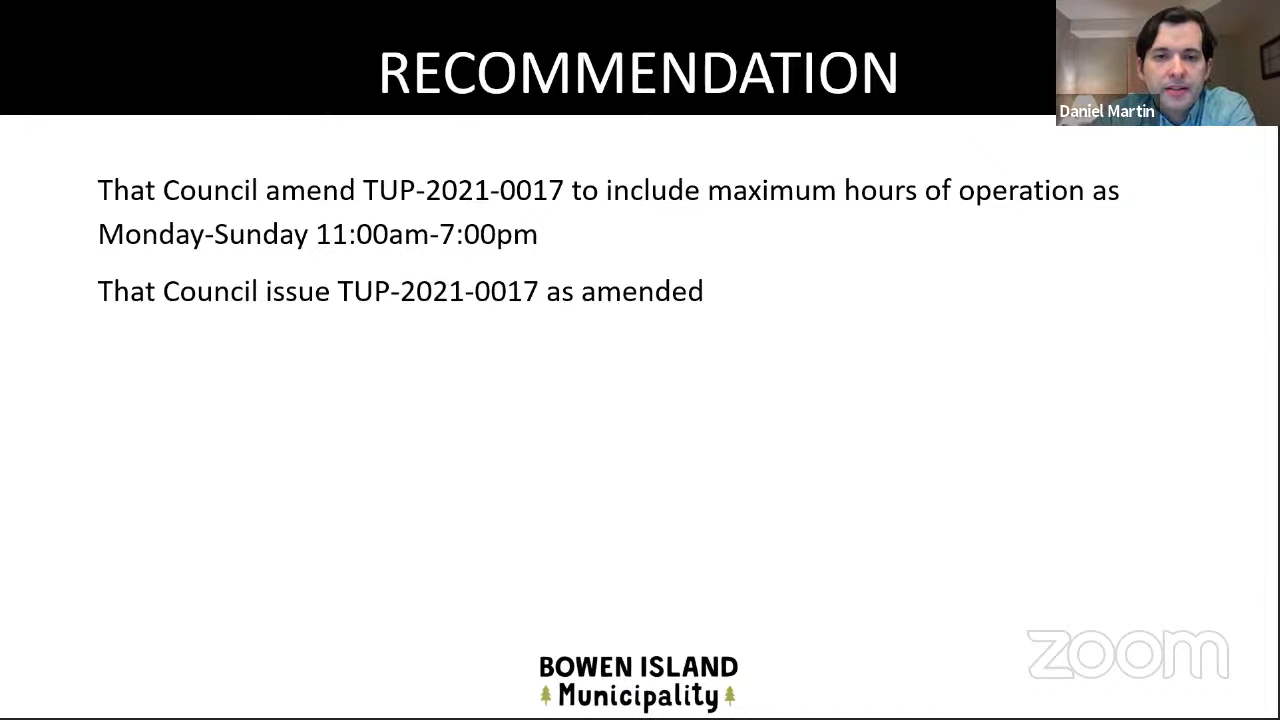 RECOMMENDATION
Daniel Martin
That Council amend TUP-2021-0017 to include maximum hours of operation as
Monday-Sunday 11:00am-7:00pm
That Council issue TUP-2021-0017 as amended
zoom
BOWEN ISLAND
Municipality